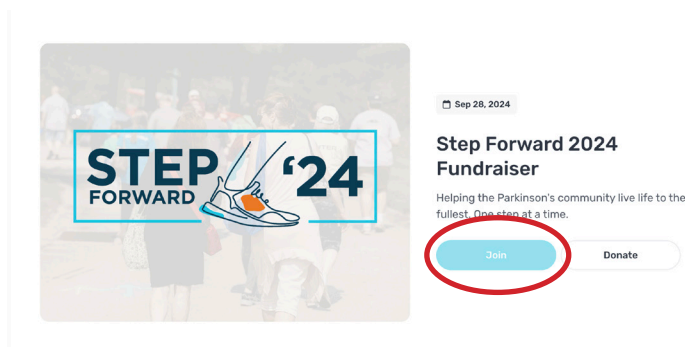 STEP
FORWARD
‘24
Sep 28, 2024
Step Forward 2024
Fundraiser
Helping the Parkinson's community live life to the
fullest. One step at a time.
Join
Donate